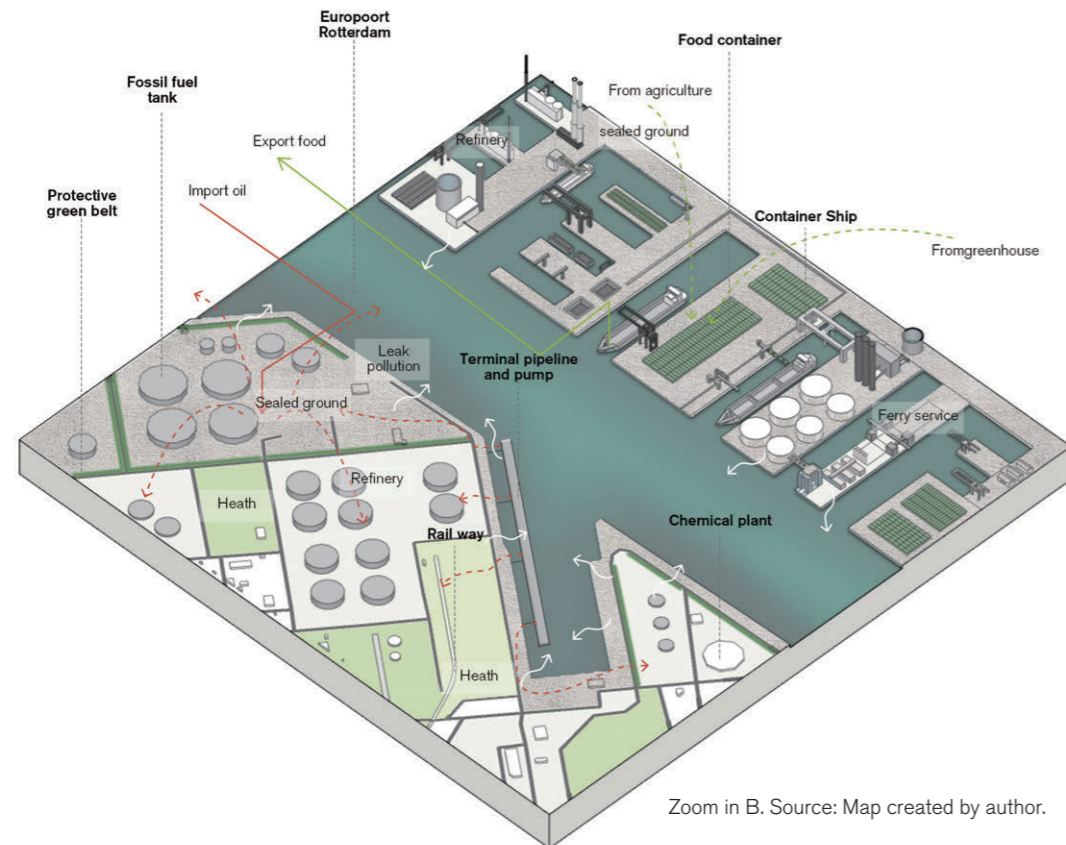 Europoort
Rotterdam
Food container
Fossil fuel
tank
From agriculture
sealed ground
Export food
Refinery
Import oil
Protective
green belt
Container Ship
Fromgreenhouse
Leak
pollution
Terminal pipeline
and pump
Sealed ground
Ferry service
Refinery
Heath
Rail way
Chemical plant
Heath
Zoom in B. Source: Map created by author.